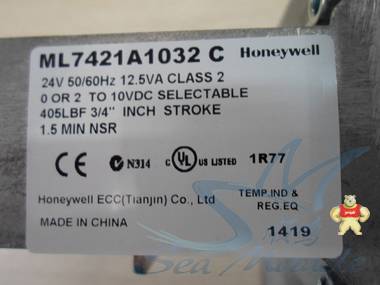 ML7421A1032 C Honeywell
24V 50/60Hz 12.5VA CLASS 2
0 OR 2 TO 10VDC SELECTABLE
405LBF 3/4" INCH STROKE
1.5 MIN NSR
CE N314 C UL US LISTED 1R77
Honeywell ECC(Tianjin) Co., Ltd
TEMP.IND &
REG.EQ
MADE IN CHINA
1419
Sea